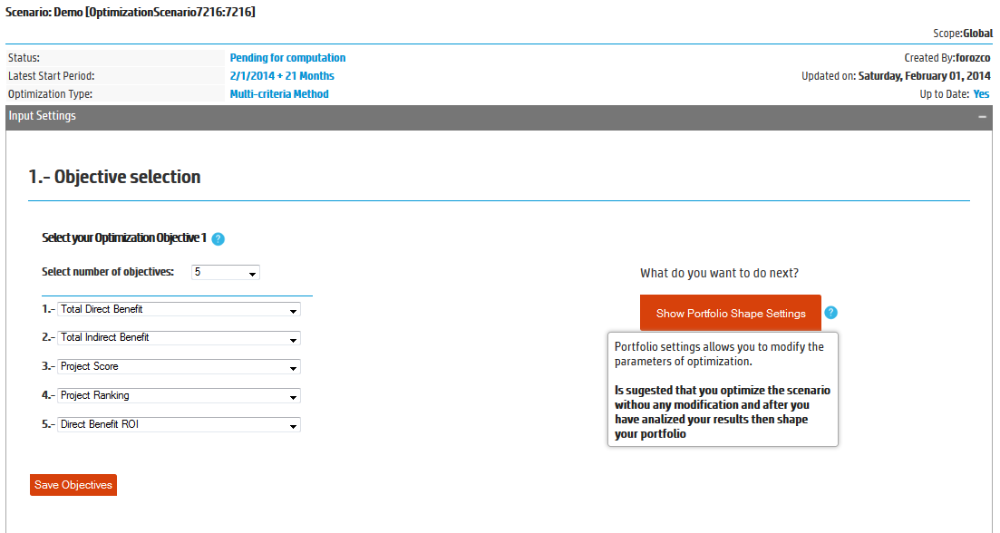 Scenario: Demo [OptimizationScenario7216:7216]
Scope:Global
Status: Pending for computation Created By:forozco
Latest Start Period: 2/1/2014 + 21 Months Updated on: Saturday, February 01, 2014
Optimization Type: Multi-criteria Method Up to Date: Yes
Input Settings
1.- Objective selection
Select your Optimization Objective 1 ?
Select number of objectives: 5
1.- Total Direct Benefit
2.- Total Indirect Benefit
3.- Project Score
4.- Project Ranking
5.- Direct Benefit ROI
Save Objectives
What do you want to do next?
Show Portfolio Shape Settings ?
Portfolio settings allows you to modify the
parameters of optimization.
Is sugested that you optimize the scenario
withou any modification and after you
have analized your results then shape
your portfolio